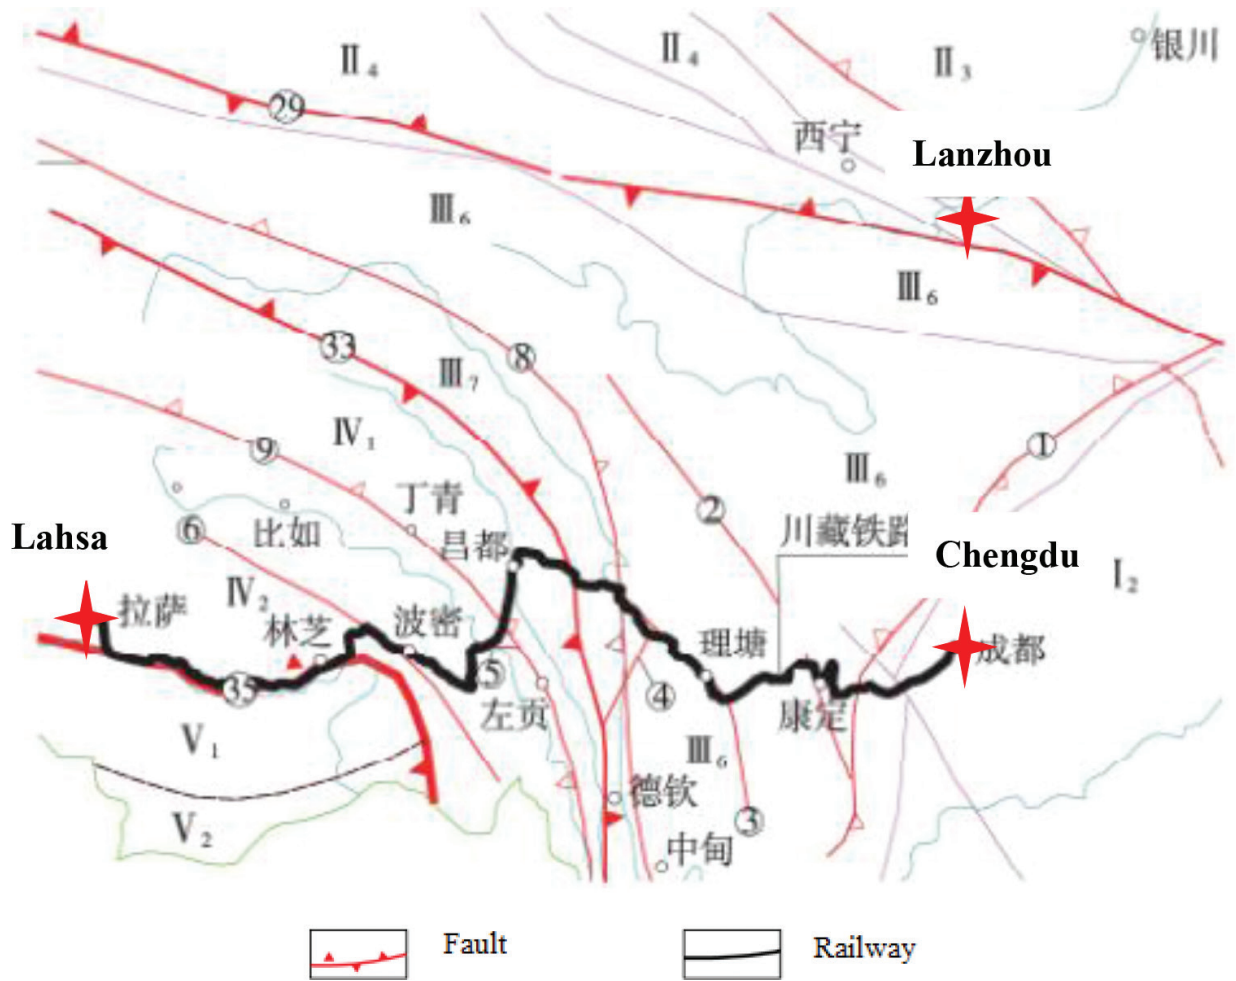 Ⅱ₄
Ⅱ₄
Ⅱ₃
银川
29
西宁
Lanzhou
Ⅲ₆
Ⅲ₆
33
8
Ⅲ₇
Ⅳ₁
9
1
Ⅲ₆
丁青
2
6
比如
昌都
川藏铁路
Lahsa
Chengdu
Ⅰ₂
Ⅳ₂
拉萨
林芝
波密
理塘
成都
35
5
4
左贡
康定
Ⅴ₁
Ⅲ₆
德钦
Ⅴ₂
3
中甸
Fault
Railway